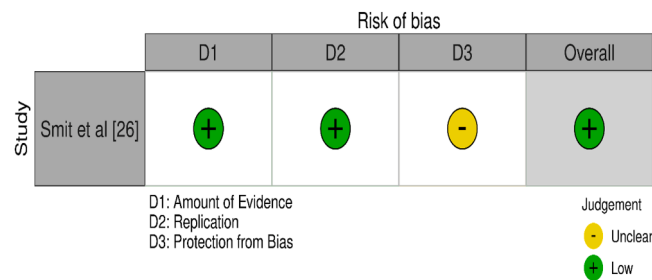 Risk of bias
D1 D2 D3 Overall
Study
Smit et al [26] + + - +
D1: Amount of Evidence
D2: Replication
D3: Protection from Bias
Judgement
- Unclear
+ Low